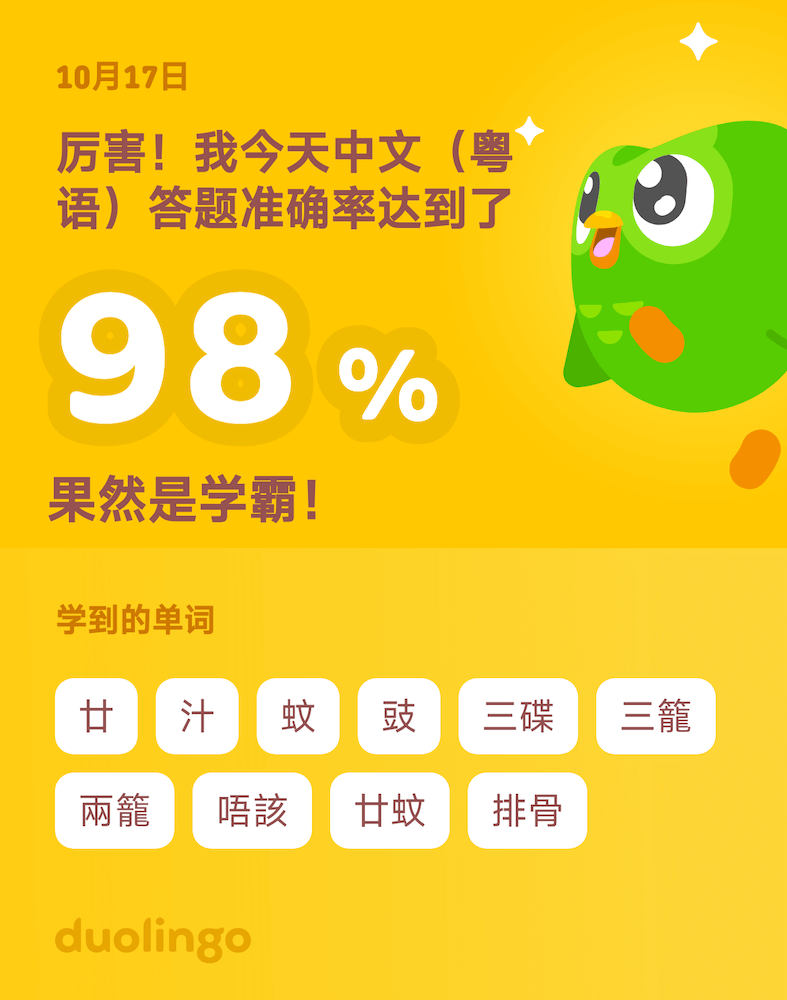 10月17日
厉害！我今天中文（粤
语）答题准确率达到了
98 %
果然是学霸！
学到的单词
廿 汁 蚊 豉 三碟 三籠
兩籠 唔該 廿蚊 排骨
duolingo